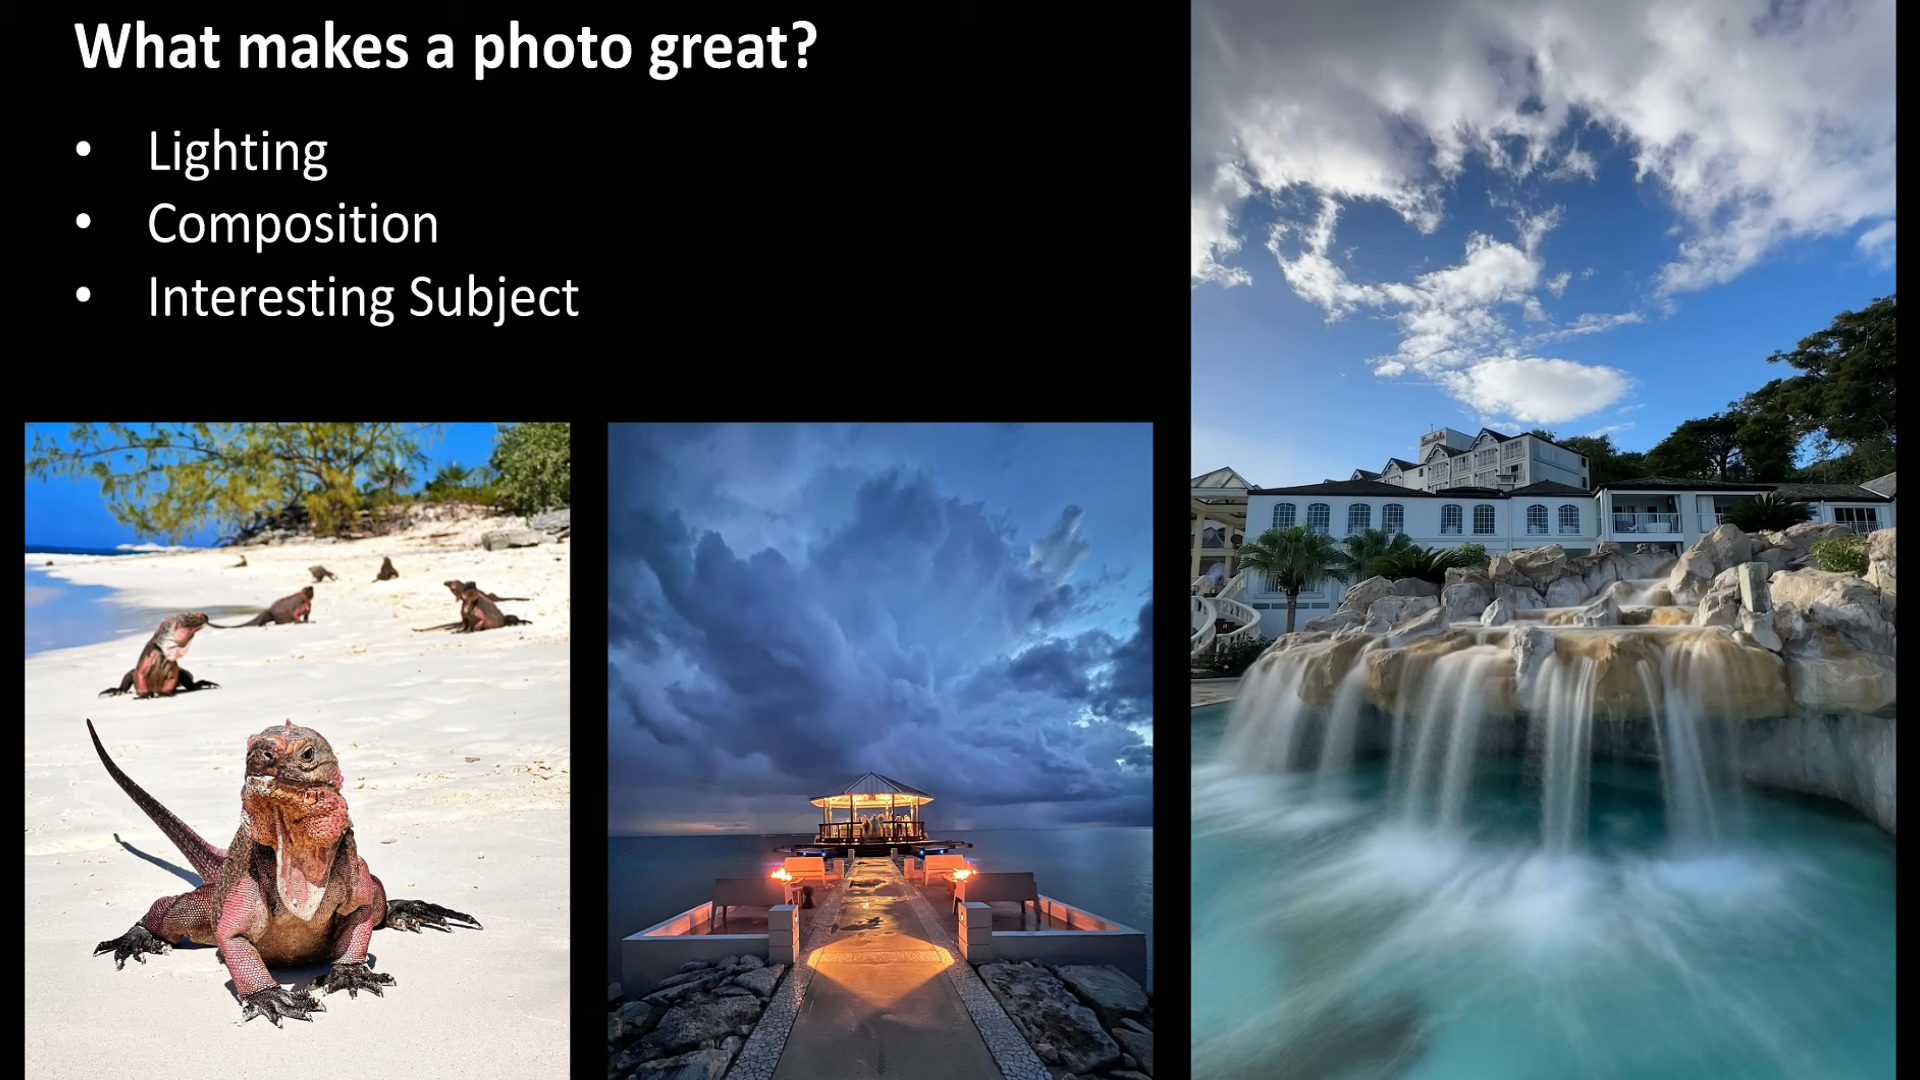 What makes a photo great?
• Lighting
• Composition
• Interesting Subject